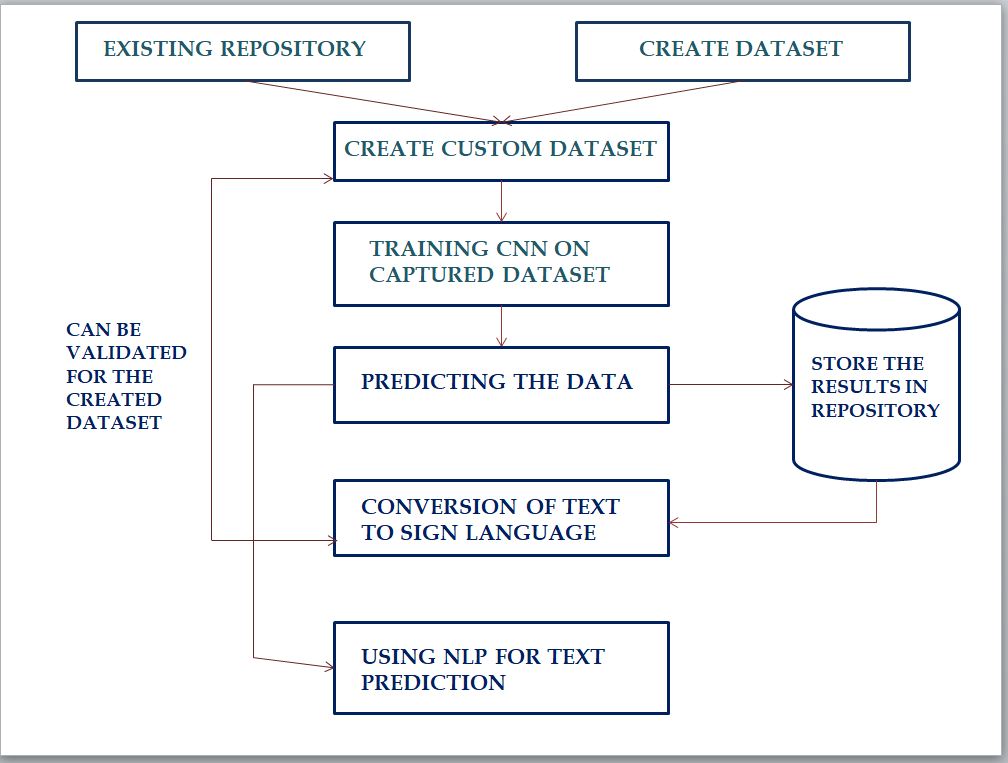 EXISTING REPOSITORY
CREATE DATASET
CREATE CUSTOM DATASET
TRAINING CNN ON
CAPTURED DATASET
CAN BE
VALIDATED
FOR THE
CREATED
DATASET
PREDICTING THE DATA
STORE THE
RESULTS IN
REPOSITORY
CONVERSION OF TEXT
TO SIGN LANGUAGE
USING NLP FOR TEXT
PREDICTION